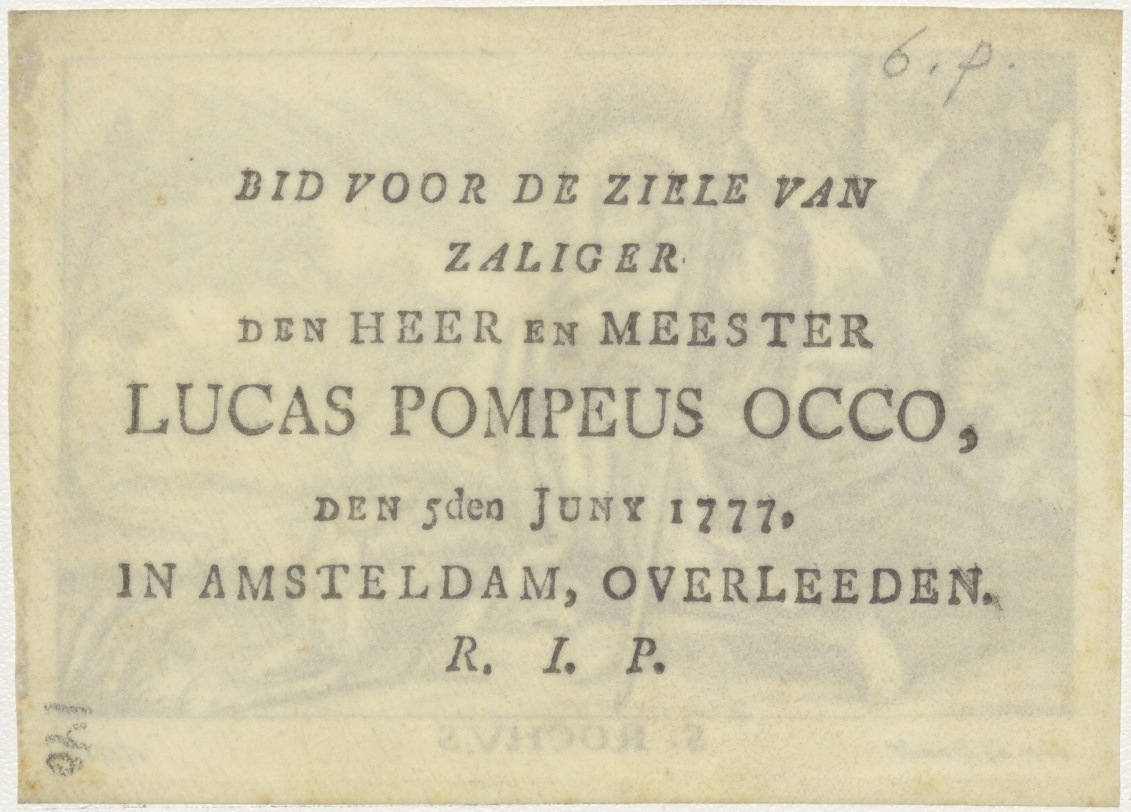 6. p.
BID VOOR DE ZIELE VAN
ZALIGER
DEN HEER EN MEESTER
LUCAS POMPEUS OCCO,
DEN 5den JUNY 1777.
IN AMSTELDAM, OVERLEEDEN.
R. I. P.
S. ROCHVS